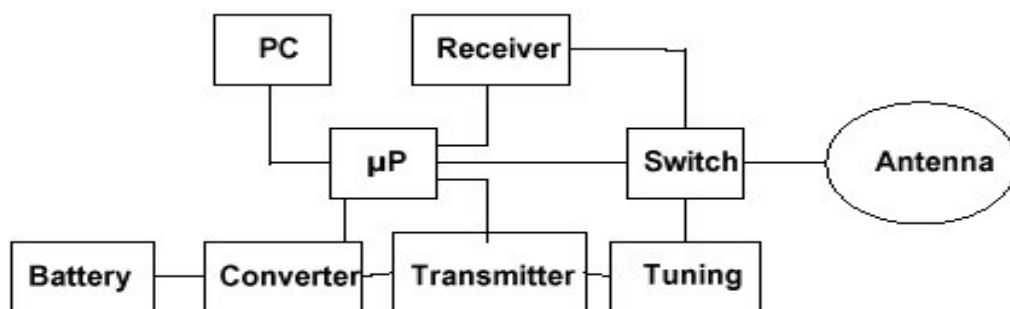 PC
Receiver
µP
Switch
Antenna
Battery
Converter
Transmitter
Tuning